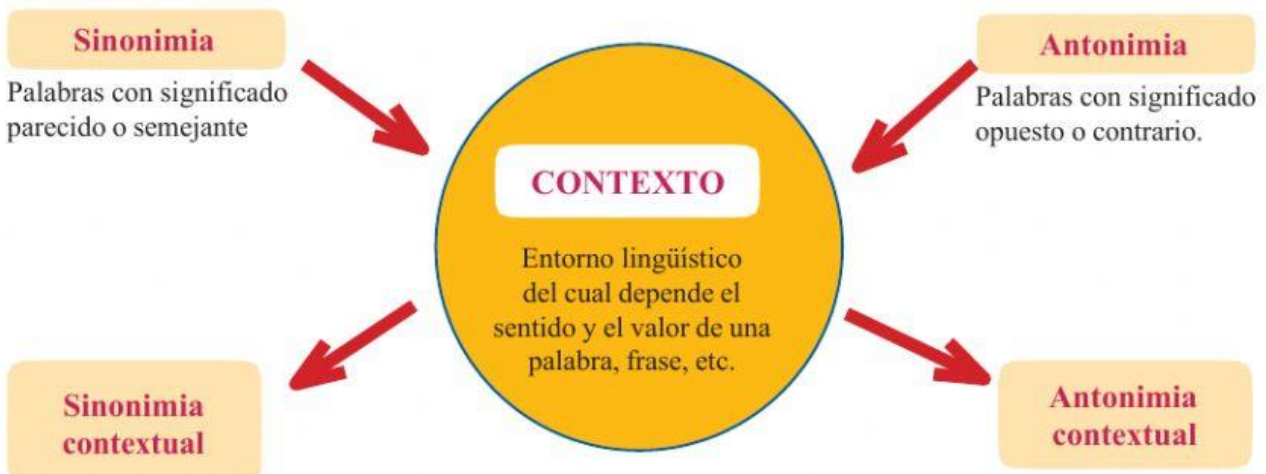 Sinonimia
Palabras con significado
parecido o semejante
Antonimia
Palabras con significado
opuesto o contrario.
CONTEXTO
Entorno lingüístico
del cual depende el
sentido y el valor de una
palabra, frase, etc.
Sinonimia
contextual
Antonimia
contextual